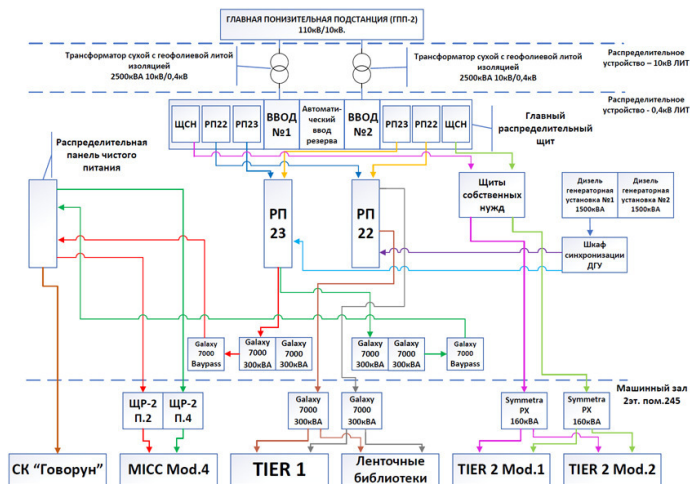 ГЛАВНАЯ ПОНИЗИТЕЛЬНАЯ ПОДСТАНЦИЯ (ГПП-2)
110кВ/10кВ.
Трансформатор сухой с геофолиевой литой
изоляцией
2500кВА 10кВ/0,4кВ
Трансформатор сухой с геофолиевой литой
изоляцией
2500кВА 10кВ/0,4кВ
Распределительное
устройство – 10кВ ЛИТ
Распределительное
устройство - 0,4кВ ЛИТ
ЩСН
РП22
РП23
ВВОД
№1
Автомати-
ческий
ввод
резерва
ВВОД
№2
РП23
РП22
ЩСН
Главный
распределительный
щит
Распределительная
панель чистого
питания
РП
23
РП
22
Щиты
собственных
нужд
Дизель
генераторная
установка №1
1500кВА
Дизель
генераторная
установка №2
1500кВА
Шкаф
синхронизации
ДГУ
Galaxy
7000
Baypass
Galaxy
7000
300кВА
Galaxy
7000
300кВА
Galaxy
7000
300кВА
Galaxy
7000
300кВА
Galaxy
7000
Baypass
Машинный зал
2эт. пом.245
ЩР-2
П.2
ЩР-2
П.4
Galaxy
7000
300кВА
Galaxy
7000
300кВА
Symmetra
PX
160кВА
Symmetra
PX
160кВА
СК “Говорун”
MICC Mod.4
TIER 1
Ленточные
библиотеки
TIER 2 Mod.1
TIER 2 Mod.2